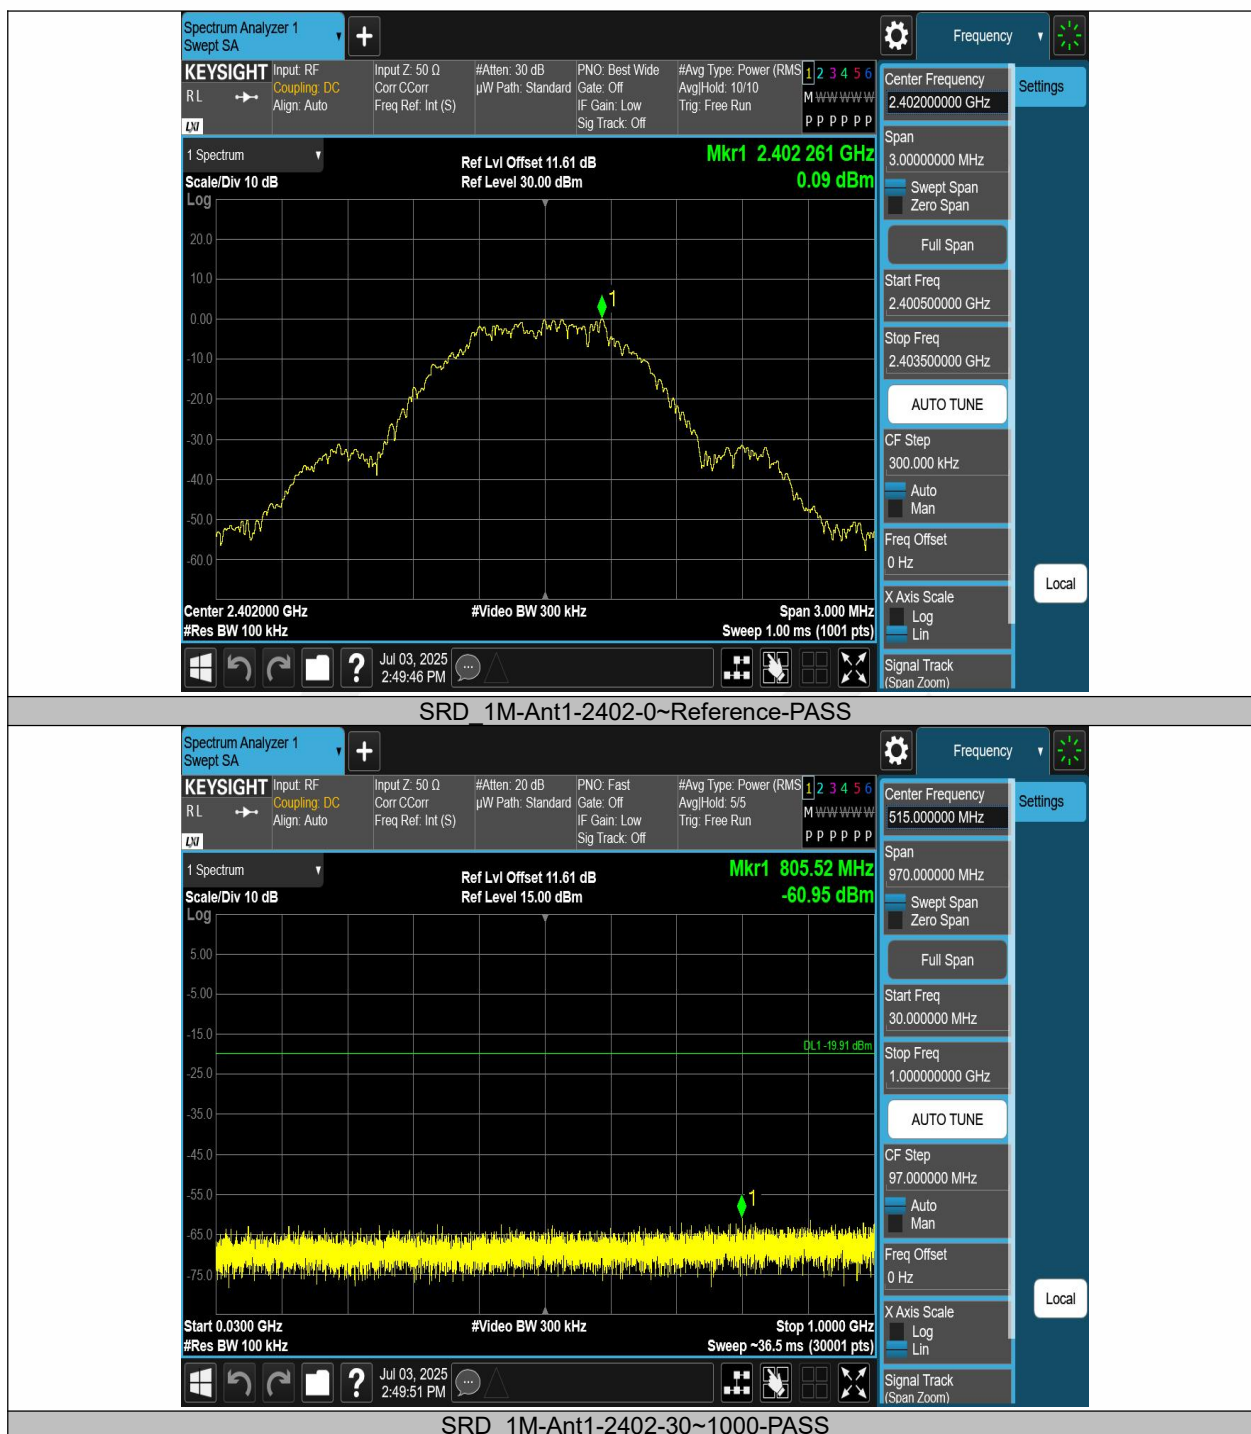 Spectrum Analyzer 1
Swept SA
Frequency
KEYSIGHT
RL
LXI
Input: RF
Coupling: DC
Align: Auto
Input Z: 50 Ω
Corr CCorr
Freq Ref: Int (S)
#Atten: 30 dB
µW Path: Standard
PNO: Best Wide
Gate: Off
IF Gain: Low
Sig Track: Off
#Avg Type: Power (RMS
Avg|Hold: 10/10
Trig: Free Run
1 2 3 4 5 6
M W W W W W
P P P P P P
Center Frequency
2.402000000 GHz
Settings
Span
3.00000000 MHz
Swept Span
Zero Span
Full Span
Start Freq
2.400500000 GHz
Stop Freq
2.403500000 GHz
AUTO TUNE
CF Step
300.000 kHz
Auto
Man
Freq Offset
0 Hz
X Axis Scale
Log
Lin
Signal Track
(Span Zoom)
Local
1 Spectrum
Scale/Div 10 dB
Log
Ref Lvl Offset 11.61 dB
Ref Level 30.00 dBm
Mkr1 2.402 261 GHz
0.09 dBm
20.0
10.0
0.00
-10.0
-20.0
-30.0
-40.0
-50.0
-60.0
1
Center 2.402000 GHz
#Res BW 100 kHz
#Video BW 300 kHz
Span 3.000 MHz
Sweep 1.00 ms (1001 pts)
?
Jul 03, 2025
2:49:46 PM
SRD_1M-Ant1-2402-0~Reference-PASS
Spectrum Analyzer 1
Swept SA
Frequency
KEYSIGHT
RL
LXI
Input: RF
Coupling: DC
Align: Auto
Input Z: 50 Ω
Corr CCorr
Freq Ref: Int (S)
#Atten: 20 dB
µW Path: Standard
PNO: Fast
Gate: Off
IF Gain: Low
Sig Track: Off
#Avg Type: Power (RMS
Avg|Hold: 5/5
Trig: Free Run
1 2 3 4 5 6
M W W W W W
P P P P P P
Center Frequency
515.000000 MHz
Settings
Span
970.000000 MHz
Swept Span
Zero Span
Full Span
Start Freq
30.000000 MHz
Stop Freq
1.000000000 GHz
AUTO TUNE
CF Step
97.000000 MHz
Auto
Man
Freq Offset
0 Hz
X Axis Scale
Log
Lin
Signal Track
(Span Zoom)
Local
1 Spectrum
Scale/Div 10 dB
Log
Ref Lvl Offset 11.61 dB
Ref Level 15.00 dBm
Mkr1 805.52 MHz
-60.95 dBm
5.00
-5.00
-15.0
DL1 -19.91 dBm
-25.0
-35.0
-45.0
-55.0
-65.0
-75.0
1
Start 0.0300 GHz
#Res BW 100 kHz
#Video BW 300 kHz
Stop 1.0000 GHz
Sweep ~36.5 ms (30001 pts)
?
Jul 03, 2025
2:49:51 PM
SRD_1M-Ant1-2402-30~1000-PASS